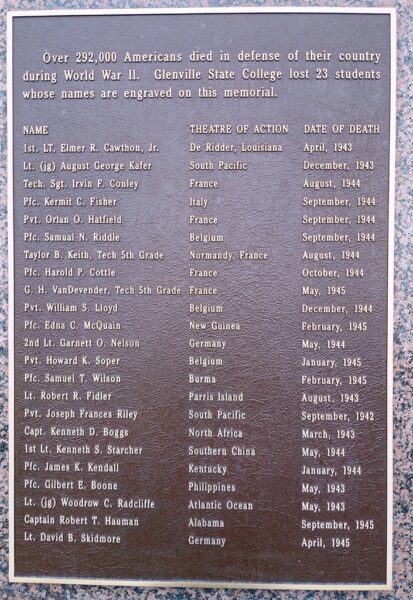 Over 292,000 Americans died in defense of their country
during World War II. Glenville State College lost 23 students
whose names are engraved on this memorial.
NAME THEATRE OF ACTION DATE OF DEATH
1st. LT. Elmer R. Cawthon, Jr. De Ridder, Louisiana April, 1943
Lt. (jg) August George Kafer South Pacific December, 1943
Tech. Sgt. Irvin F. Conley France August, 1944
Pfc. Kermit C. Fisher Italy September, 1944
Pvt. Orlan O. Hatfield France September, 1944
Pfc. Samual N. Riddle Belgium September, 1944
Taylor B. Keith, Tech 5th Grade Normandy, France August, 1944
Pfc. Harold P. Cottle France October, 1944
G. H. VanDevender, Tech 5th Grade France May, 1945
Pvt. William S. Lloyd Belgium December, 1944
Pfc. Edna C. McQuain New Guinea February, 1945
2nd Lt. Garnett O. Nelson Germany May, 1944
Pvt. Howard K. Soper Belgium January, 1945
Pfc. Samuel T. Wilson Burma February, 1945
Lt. Robert R. Fidler Parris Island August, 1943
Pvt. Joseph Frances Riley South Pacific September, 1942
Capt. Kenneth D. Boggs North Africa March, 1943
1st Lt. Kenneth S. Starcher Southern China May, 1944
Pfc. James K. Kendall Kentucky January, 1944
Pfc. Gilbert E. Boone Philippines May, 1943
Lt. (jg) Woodrow C. Radcliffe Atlantic Ocean May, 1943
Captain Robert T. Hauman Alabama September, 1945
Lt. David B. Skidmore Germany April, 1945